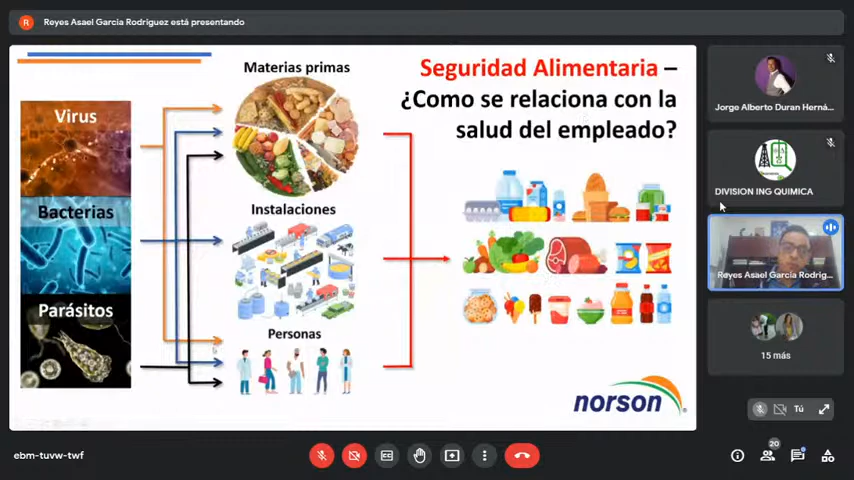 R
Reyes Asael Garcia Rodriguez está presentando
Seguridad Alimentaria –
¿Como se relaciona con la
salud del empleado?
Virus
Bacterias
Parásitos
Materias primas
Instalaciones
Personas
norson
Jorge Alberto Duran Herná...
DIVISION ING QUIMICA
Reyes Asael García Rodrig...
15 más
Tú
ebm-tuvw-twf
20